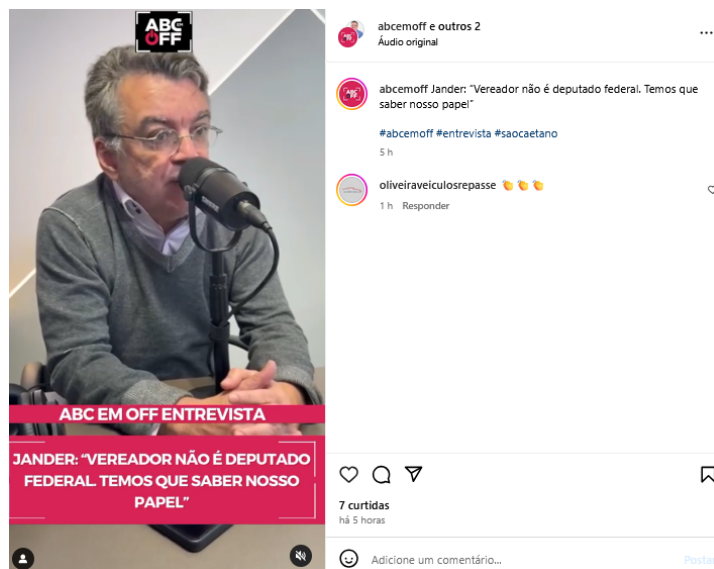 ABC
EM
OFF
ABC EM OFF ENTREVISTA
JANDER: “VEREADOR NÃO É DEPUTADO
FEDERAL. TEMOS QUE SABER NOSSO
PAPEL”
abcemoff e outros 2
Áudio original
abcemoff Jander: “Vereador não é deputado federal. Temos que
saber nosso papel”
#abcemoff #entrevista #saocaetano
5 h
oliveiraveiculosrepasse 👏 👏 👏
1 h Responder
7 curtidas
há 5 horas
Adicione um comentário...